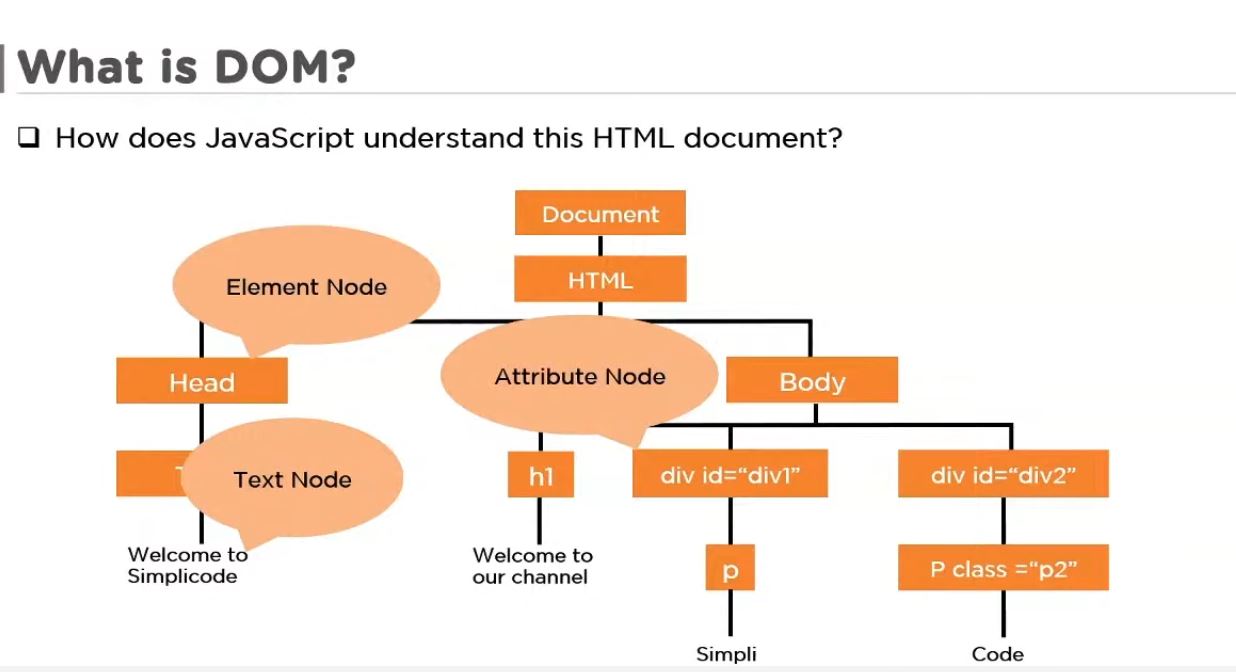 What is DOM?
❑ How does JavaScript understand this HTML document?
Document
HTML
Element Node
Attribute Node
Head
Body
Text Node
h1
div id=“div1”
div id=“div2”
Welcome to
Simplicode
Welcome to
our channel
p
P class =“p2”
Simpli
Code